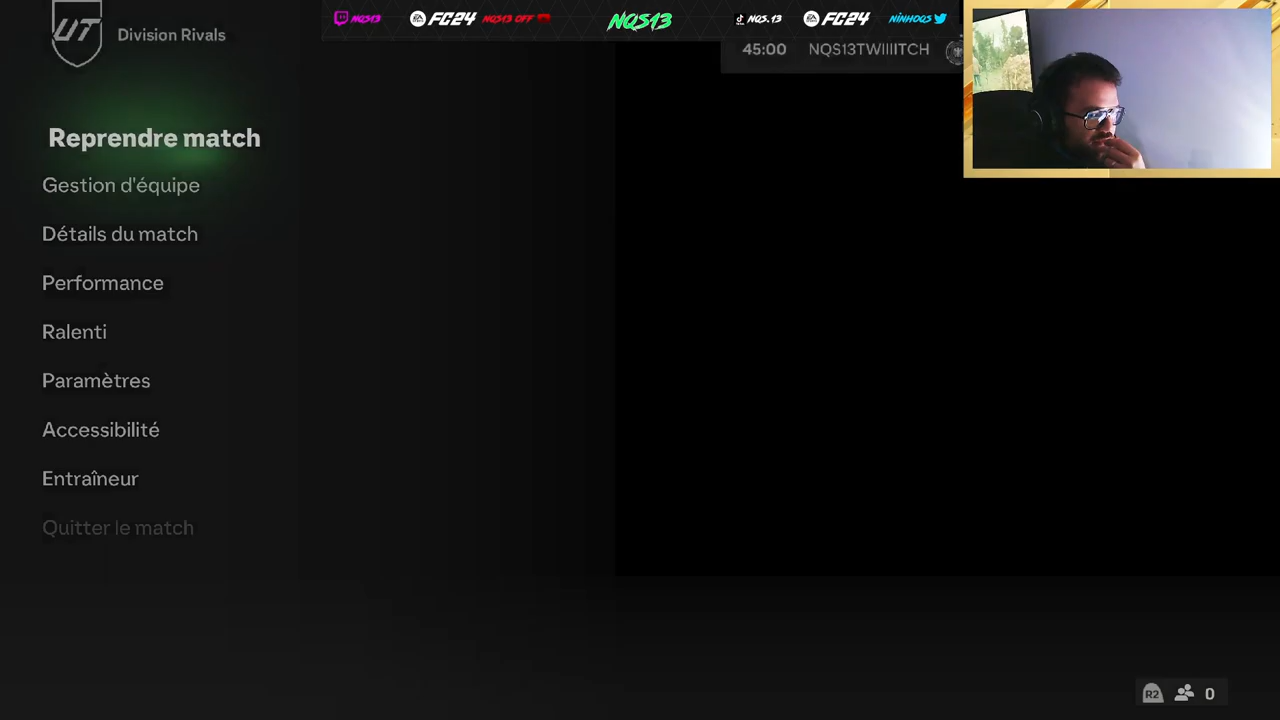 NQS13 FC24 NQS13 OFF NQS13 NQS.13 FC24 NINHOQS
UT Division Rivals
45:00 NQS13TWIIIITCH
Reprendre match
Gestion d'équipe
Détails du match
Performance
Ralenti
Paramètres
Accessibilité
Entraîneur
Quitter le match
R2 0